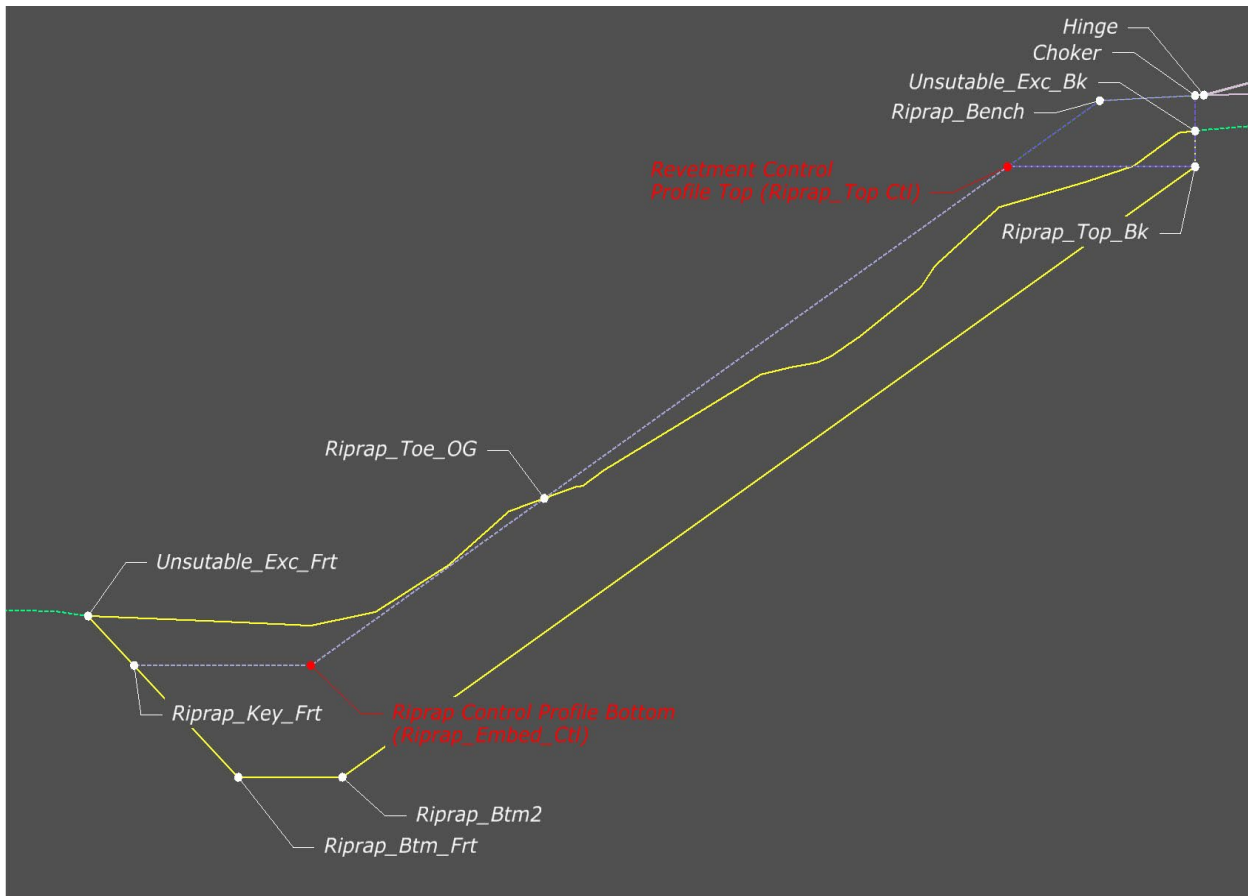 Hinge
Choker
Unsutable_Exc_Bk
Riprap_Bench
Revetment Control
Profile Top (Riprap_Top Ctl)
Riprap_Top_Bk
Riprap_Toe_OG
Unsutable_Exc_Frt
Riprap_Key_Frt
Riprap Control Profile Bottom
(Riprap_Embed_Ctl)
Riprap_Btm2
Riprap_Btm_Frt